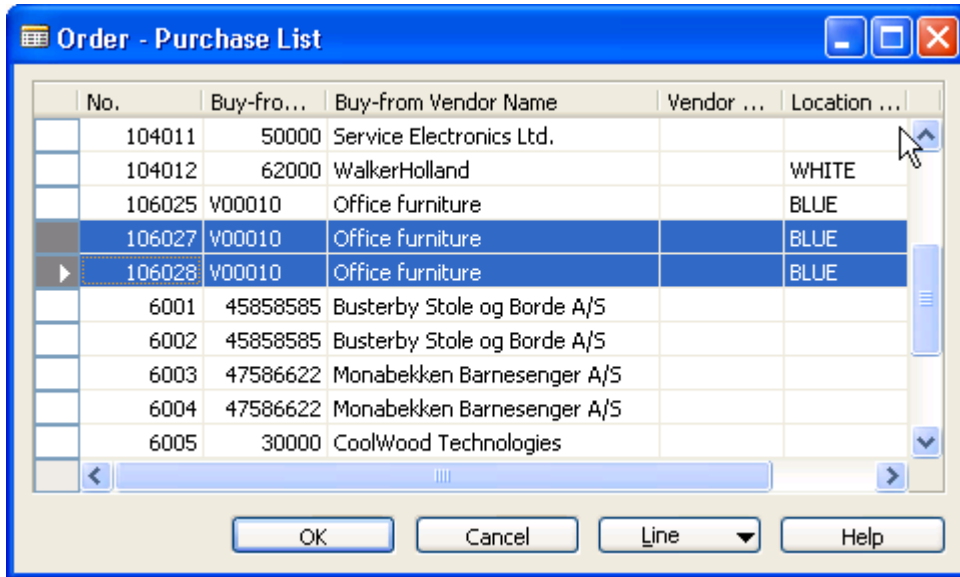 Order - Purchase List
No. Buy-fro... Buy-from Vendor Name Vendor ... Location ...
104011 50000 Service Electronics Ltd.
104012 62000 WalkerHolland WHITE
106025 V00010 Office furniture BLUE
106027 V00010 Office furniture BLUE
106028 V00010 Office furniture BLUE
6001 45858585 Busterby Stole og Borde A/S
6002 45858585 Busterby Stole og Borde A/S
6003 47586622 Monabekken Barnesenger A/S
6004 47586622 Monabekken Barnesenger A/S
6005 30000 CoolWood Technologies
OK Cancel Line Help